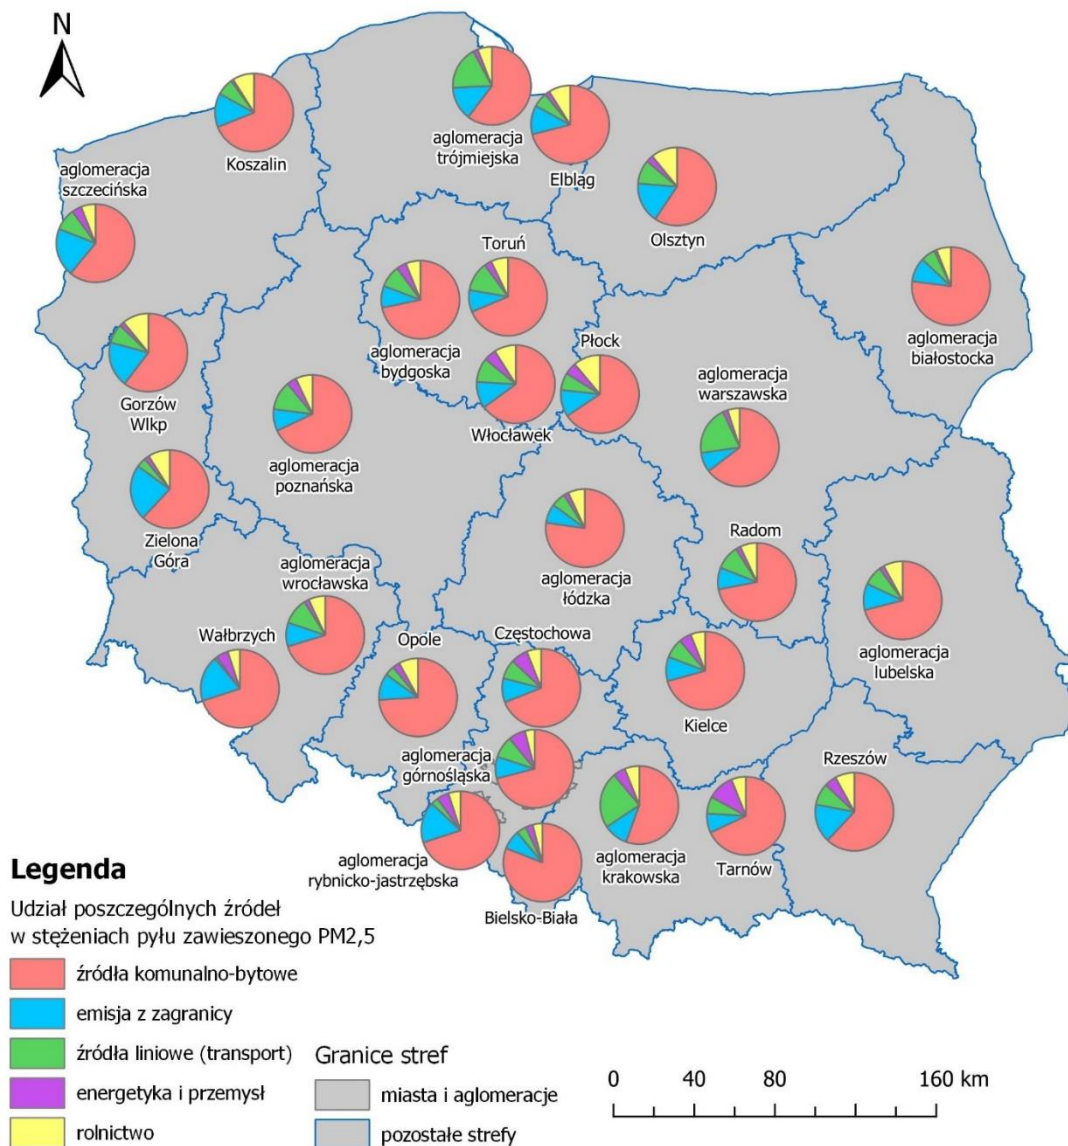 N
Koszalin
aglomeracja
trójmiejska
Elbląg
aglomeracja
szczecińska
Olsztyn
Toruń
aglomeracja
bydgoska
aglomeracja
białostocka
Gorzów
Wlkp
Płock
Włocławek
aglomeracja
warszawska
aglomeracja
poznańska
Zielona
Góra
aglomeracja
łódzka
Radom
aglomeracja
wrocławska
aglomeracja
lubelska
Wałbrzych
Opole
Częstochowa
Kielce
aglomeracja
górnośląska
Rzeszów
aglomeracja
rybnicko-jastrzębska
aglomeracja
krakowska
Tarnów
Bielsko-Biała
Legenda
Udział poszczególnych źródeł
w stężeniach pyłu zawieszonego PM2,5
źródła komunalno-bytowe
emisja z zagranicy
źródła liniowe (transport)
energetyka i przemysł
rolnictwo
Granice stref
miasta i aglomeracje
pozostałe strefy
0 40 80 160 km